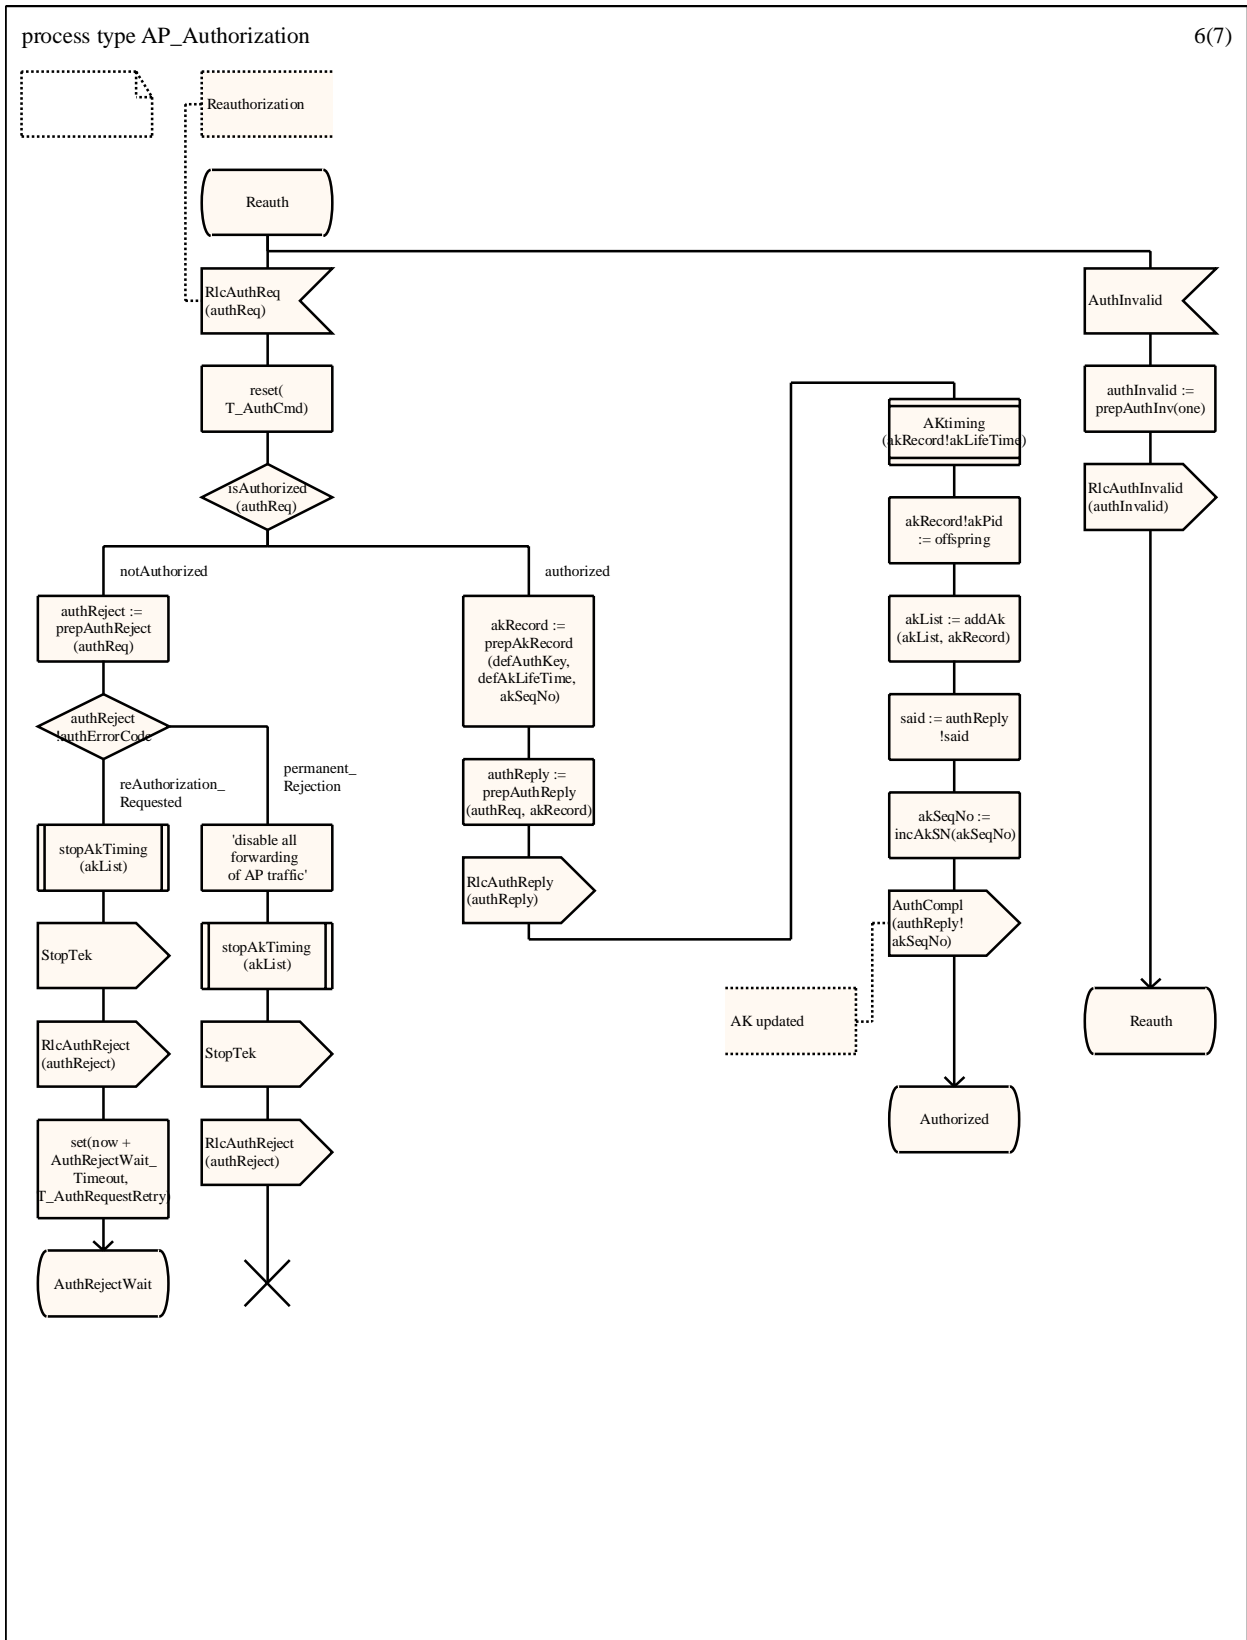 process type AP_Authorization
6(7)
Reauthorization
Reauth
RlcAuthReq
(authReq)
reset(
T_AuthCmd)
isAuthorized
(authReq)
notAuthorized
authorized
authReject :=
prepAuthReject
(authReq)
authReject
!authErrorCode
reAuthorization_
Requested
permanent_
Rejection
stopAkTiming
(akList)
StopTek
RlcAuthReject
(authReject)
set(now +
AuthRejectWait_
Timeout,
T_AuthRequestRetry)
AuthRejectWait
'disable all
forwarding
of AP traffic'
stopAkTiming
(akList)
StopTek
RlcAuthReject
(authReject)
akRecord :=
prepAkRecord
(defAuthKey,
defAkLifeTime,
akSeqNo)
authReply :=
prepAuthReply
(authReq, akRecord)
RlcAuthReply
(authReply)
AKtiming
(akRecord!akLifeTime)
akRecord!akPid
:= offspring
akList := addAk
(akList, akRecord)
said := authReply
!said
akSeqNo :=
incAkSN(akSeqNo)
AuthCompl
(authReply!
akSeqNo)
AK updated
Authorized
AuthInvalid
authInvalid :=
prepAuthInv(one)
RlcAuthInvalid
(authInvalid)
Reauth